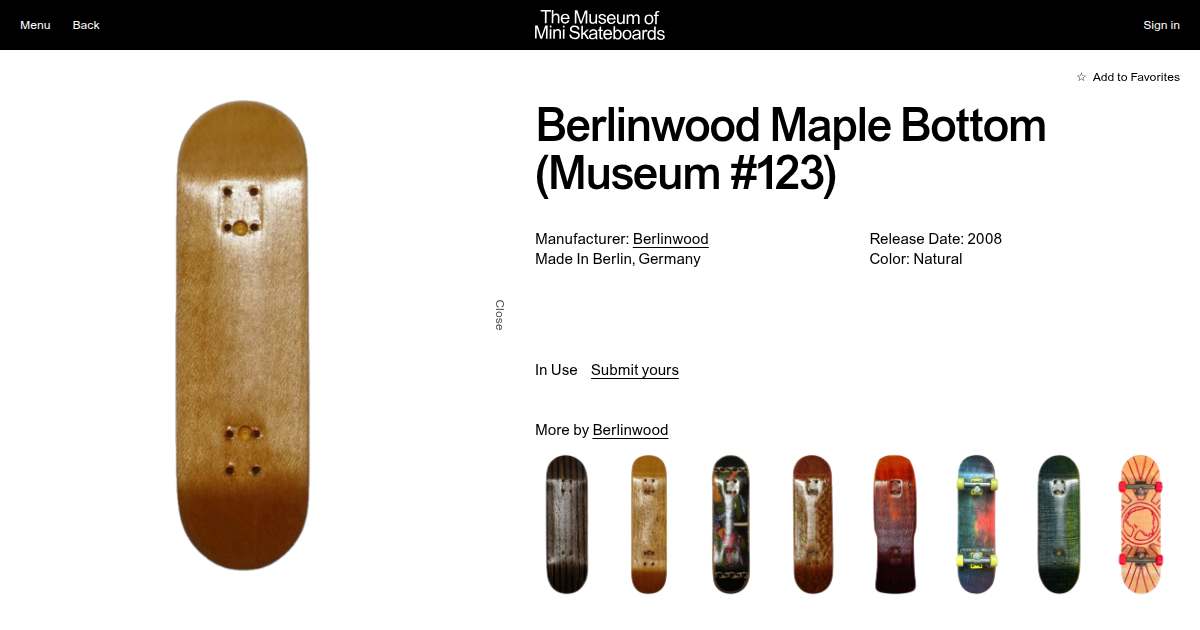 Menu Back
The Museum of
Mini Skateboards
Sign in
☆ Add to Favorites
Berlinwood Maple Bottom
(Museum #123)
Manufacturer: Berlinwood
Made In Berlin, Germany
Release Date: 2008
Color: Natural
Close
In Use Submit yours
More by Berlinwood